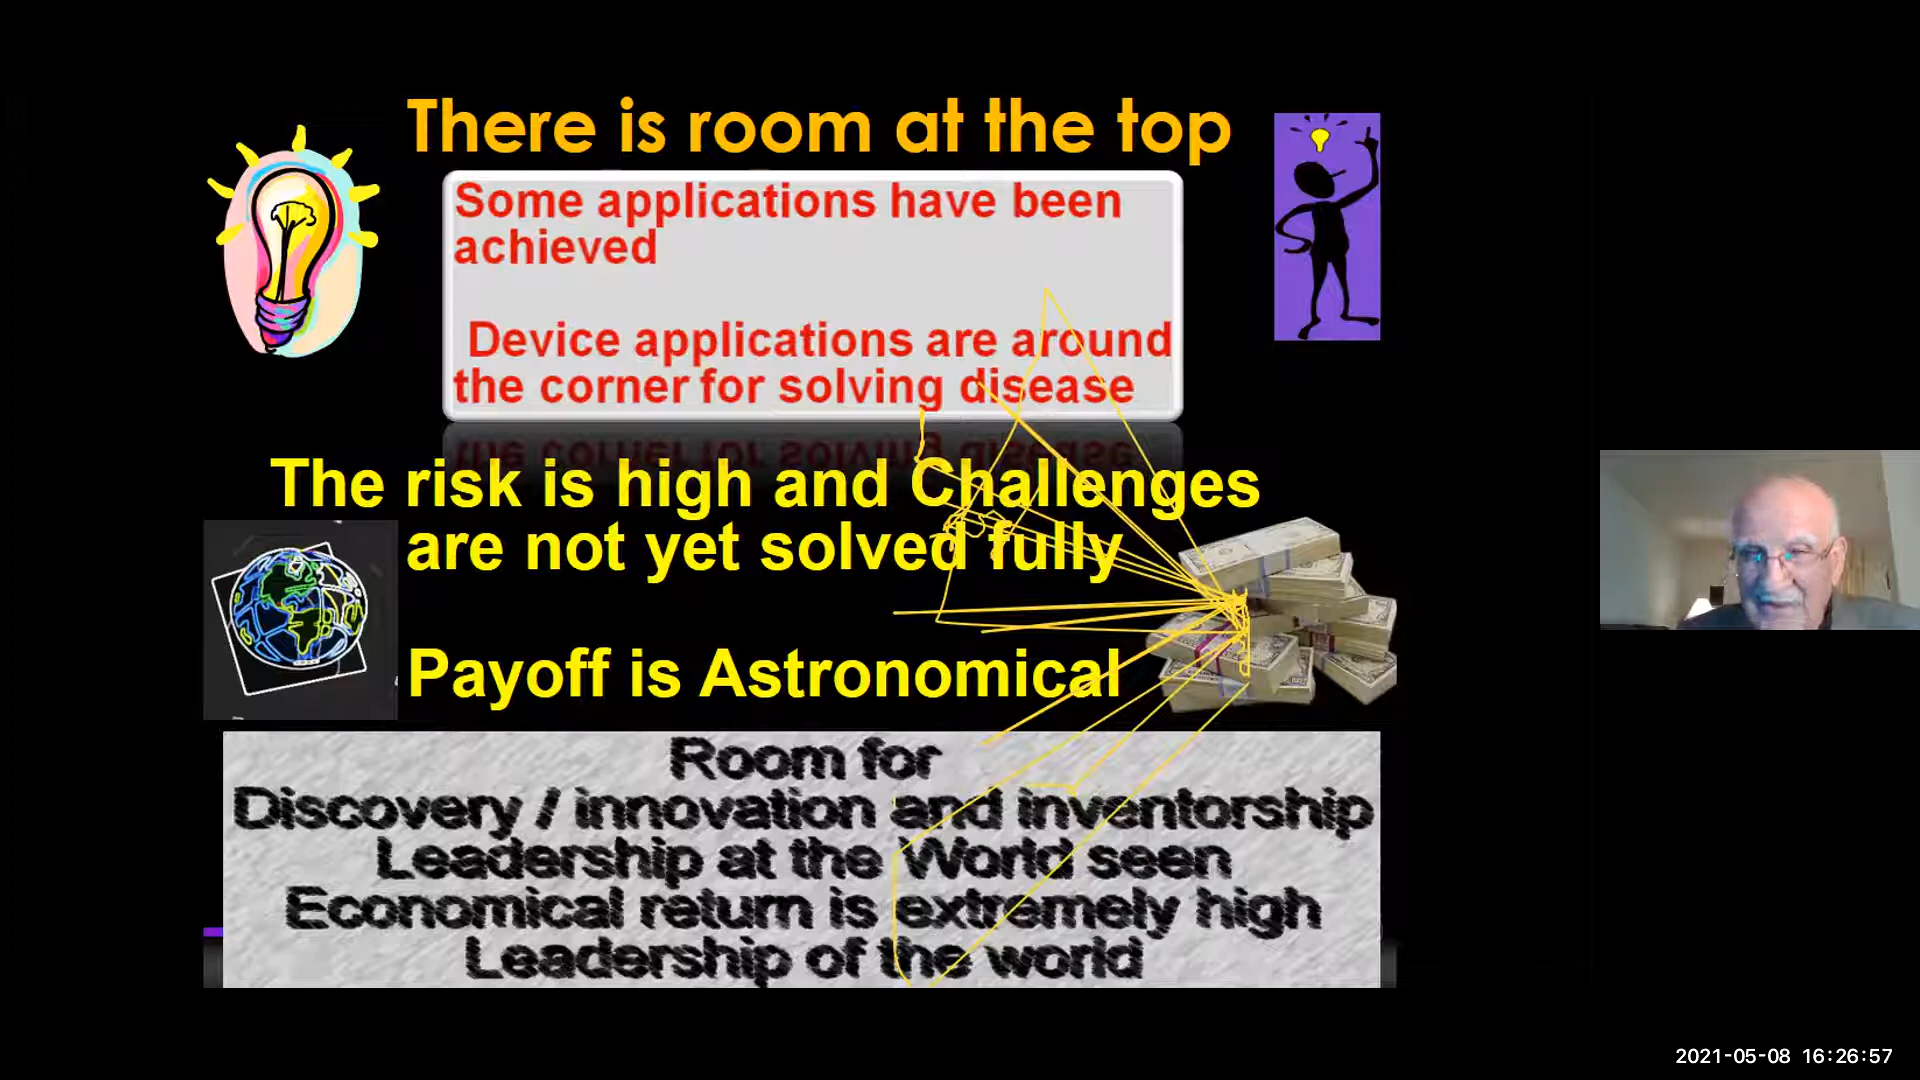 There is room at the top
Some applications have been
achieved
Device applications are around
the corner for solving disease
The risk is high and Challenges
are not yet solved fully
Payoff is Astronomical
Room for
Discovery / innovation and inventorship
Leadership at the World seen
Economical return is extremely high
Leadership of the world
2021-05-08 16:26:57